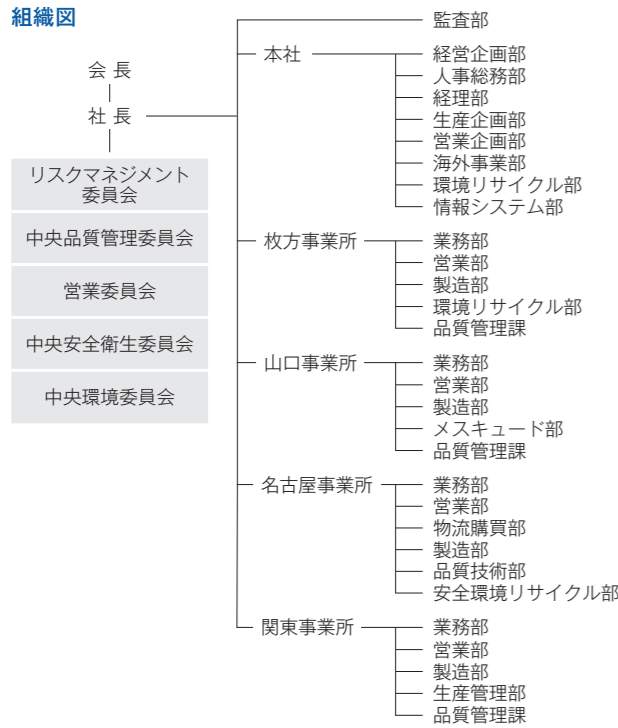 組織図
会 長
社 長
リスクマネジメント
委員会
中央品質管理委員会
営業委員会
中央安全衛生委員会
中央環境委員会
監査部
本社
経営企画部
人事総務部
経理部
生産企画部
営業企画部
海外事業部
環境リサイクル部
情報システム部
枚方事業所
業務部
営業部
製造部
環境リサイクル部
品質管理課
山口事業所
業務部
営業部
製造部
メスキュード部
品質管理課
名古屋事業所
業務部
営業部
物流購買部
製造部
品質技術部
安全環境リサイクル部
関東事業所
業務部
営業部
製造部
生産管理部
品質管理課